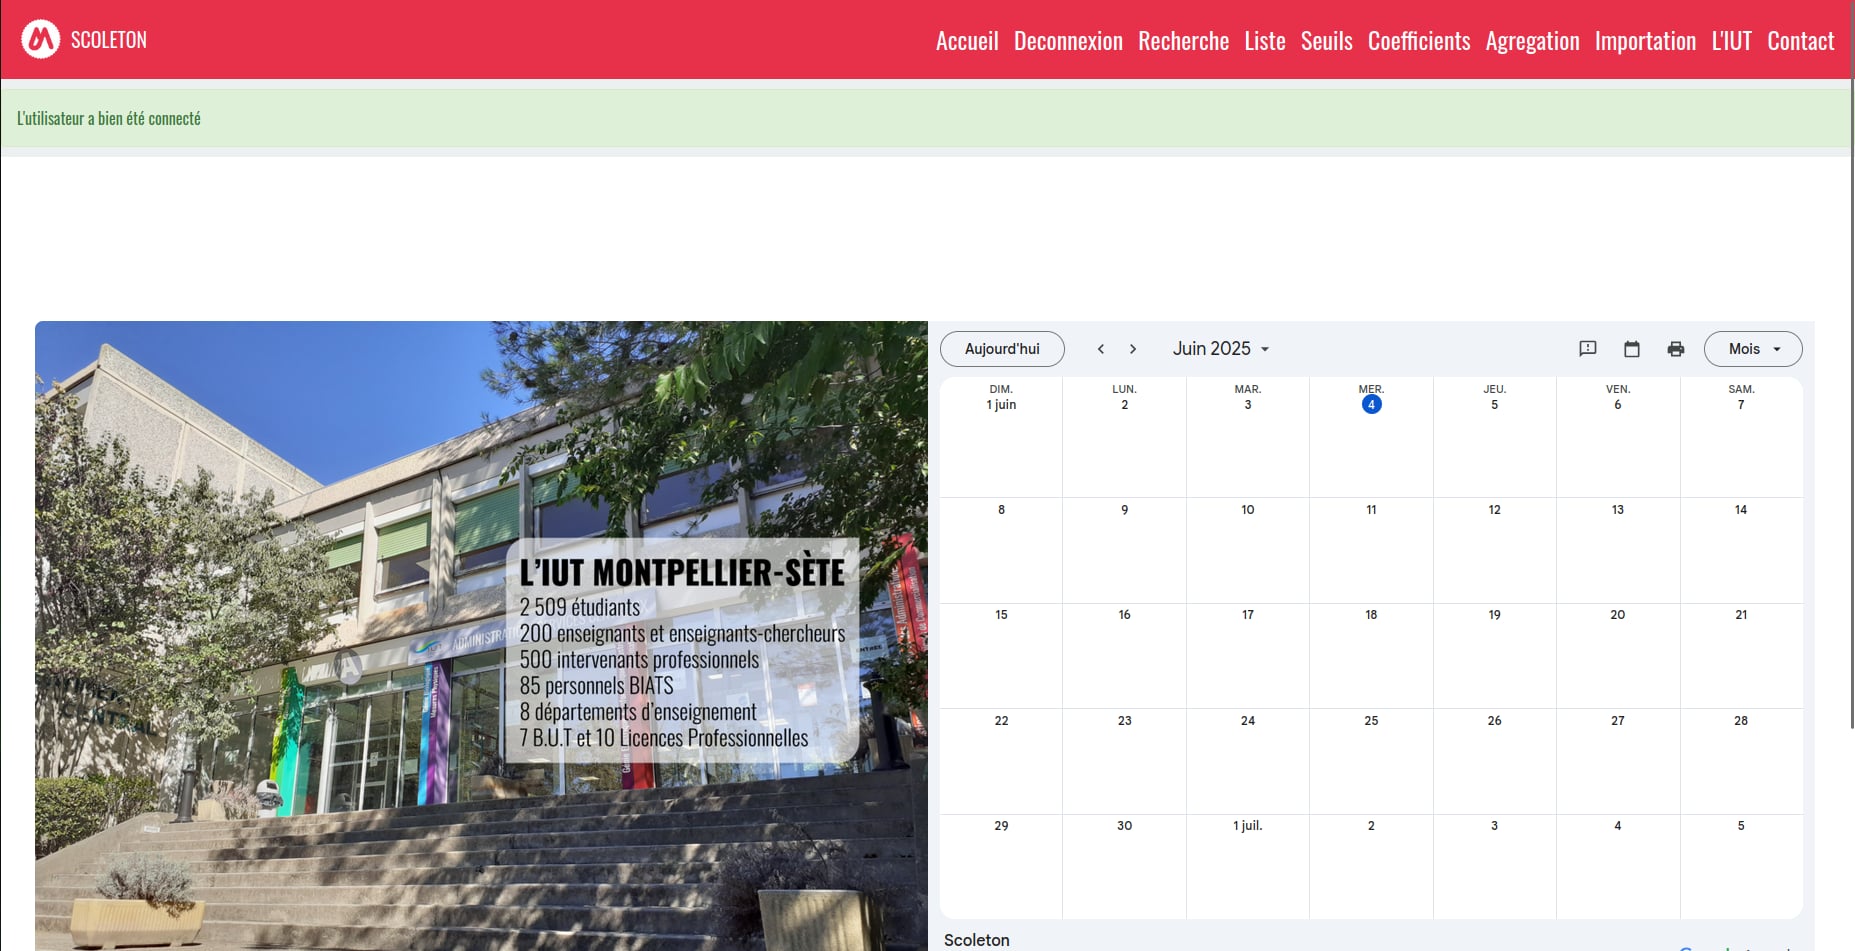 SCOLETON
Accueil Deconnexion Recherche Liste Seuils Coefficients Agregation Importation L'IUT Contact
L'utilisateur a bien été connecté
L'IUT MONTPELLIER-SÈTE
2 509 étudiants
200 enseignants et enseignants-chercheurs
500 intervenants professionnels
85 personnels BIATS
8 départements d'enseignement
7 B.U.T et 10 Licences Professionnelles
ENTREE
Aujourd'hui Juin 2025 Mois
DIM. LUN. MAR. MER. JEU. VEN. SAM.
1 juin 2 3 4 5 6 7
8 9 10 11 12 13 14
15 16 17 18 19 20 21
22 23 24 25 26 27 28
29 30 1 juil. 2 3 4 5
Scoleton